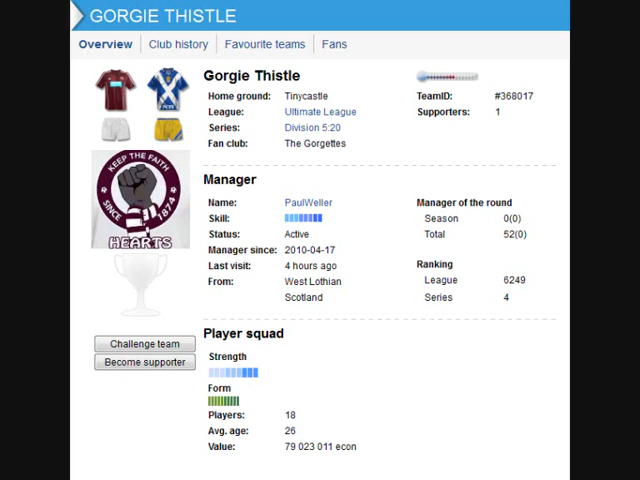 GORGIE THISTLE
Overview Club history Favourite teams Fans
Gorgie Thistle
Home ground: Tinycastle TeamID: #368017
League: Ultimate League Supporters: 1
Series: Division 5:20
Fan club: The Gorgettes
KEEP THE FAITH
SINCE 1874
HEARTS
Manager
Name: PaulWeller Manager of the round
Skill: Season 0(0)
Status: Active Total 52(0)
Manager since: 2010-04-17
Last visit: 4 hours ago Ranking
From: West Lothian League 6249
Scotland Series 4
Player squad
Challenge team
Become supporter
Strength
Form
Players: 18
Avg. age: 26
Value: 79 023 011 econ